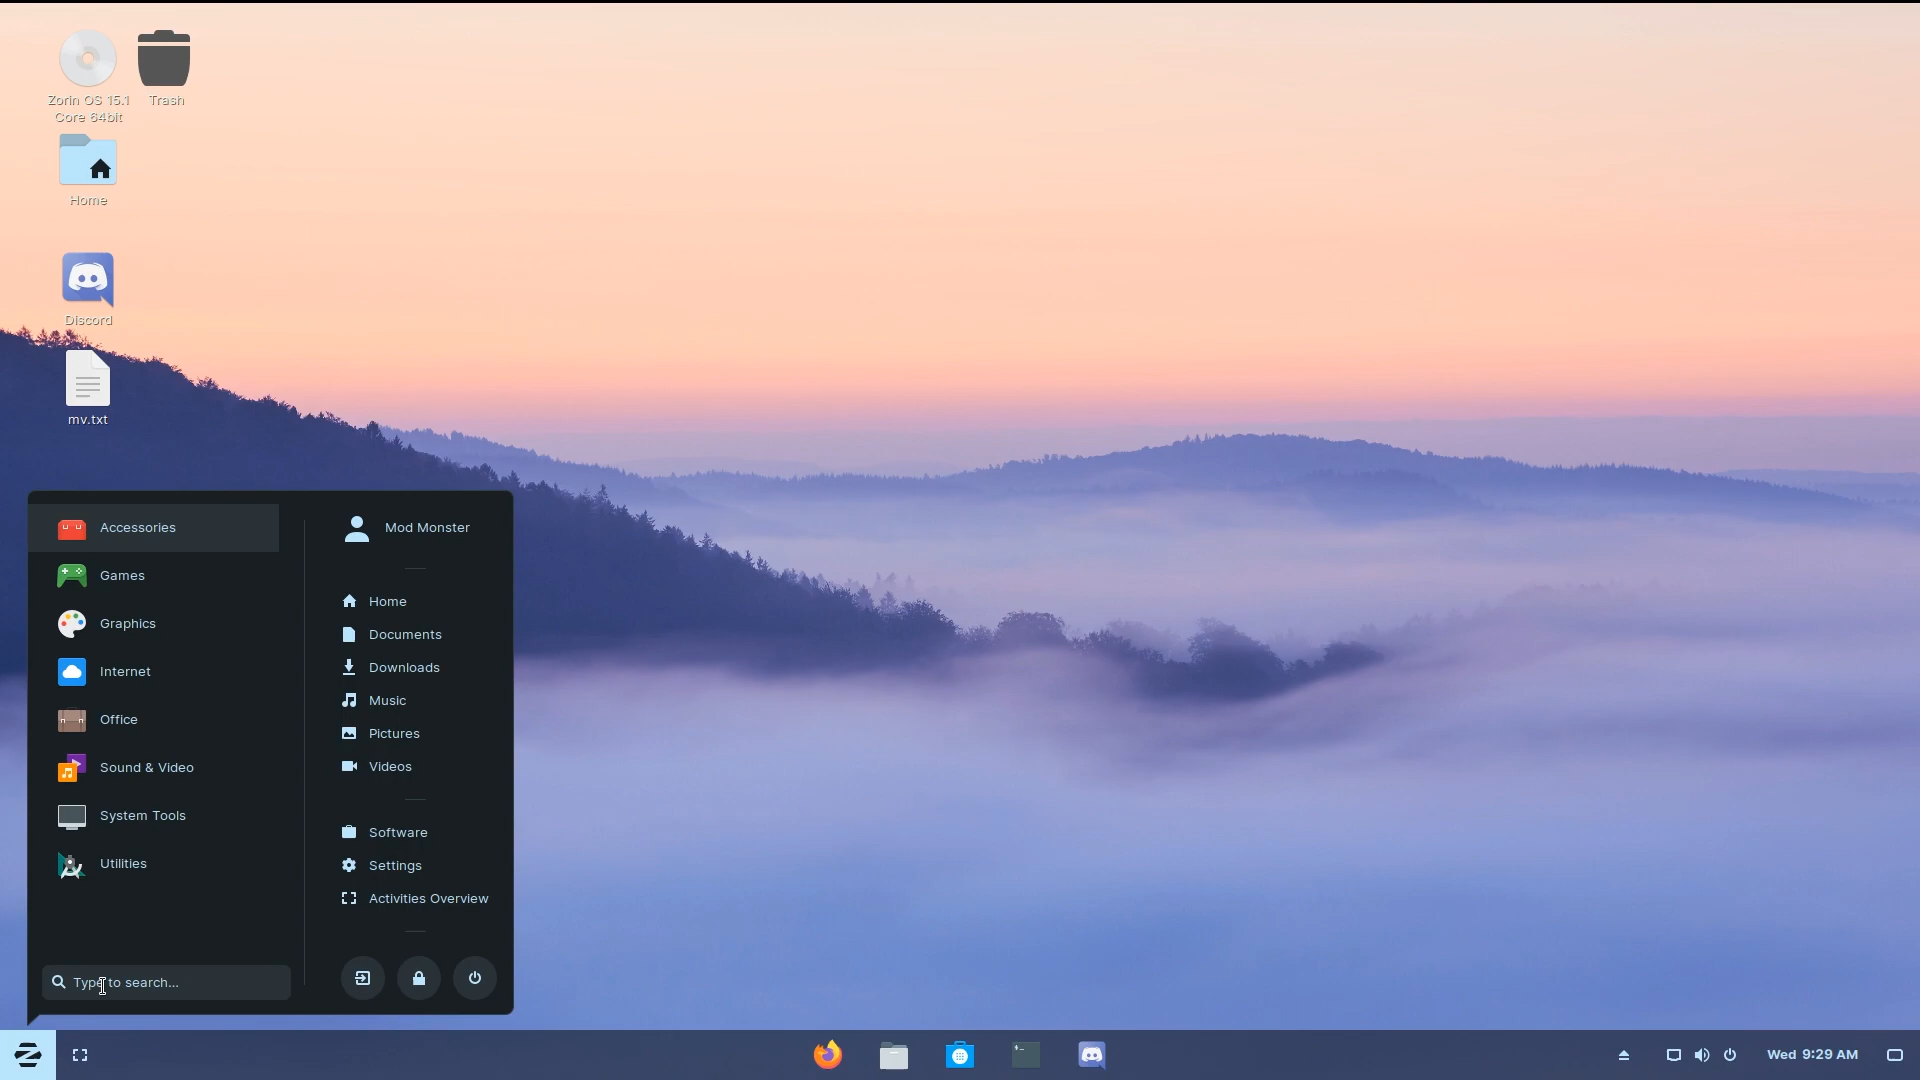 Zorin OS 15.1
Core 64bit
Trash
Home
Discord
mv.txt
Accessories
Games
Graphics
Internet
Office
Sound & Video
System Tools
Utilities
Type to search...
Mod Monster
Home
Documents
Downloads
Music
Pictures
Videos
Software
Settings
Activities Overview
Wed 9:29 AM